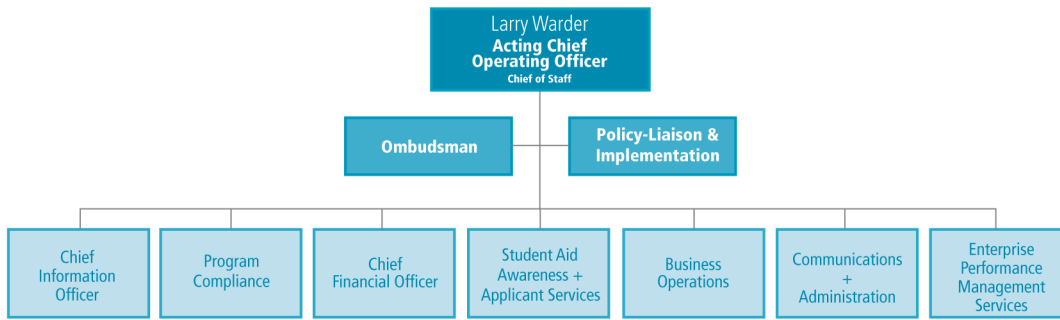 Larry Warder
Acting Chief
Operating Officer
Chief of Staff
Ombudsman
Policy-Liaison &
Implementation
Chief
Information
Officer
Program
Compliance
Chief
Financial Officer
Student Aid
Awareness +
Applicant Services
Business
Operations
Communications
+
Administration
Enterprise
Performance
Management
Services